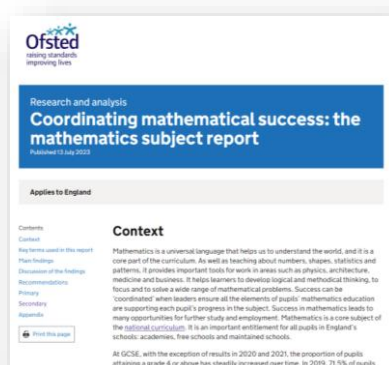 Ofsted
raising standards
improving lives
Research and analysis
Coordinating mathematical success: the
mathematics subject report
Published 13 July 2023
Applies to England
Contents
Context
Key terms used in this report
Main findings
Discussion of the findings
Recommendations
Primary
Secondary
Appendix
Print this page
Context
Mathematics is a universal language that helps us to understand the world, and it is a
core part of the curriculum. As well as teaching about numbers, shapes, statistics and
patterns, it provides important tools for work in areas such as physics, architecture,
medicine and business. It helps learners to develop logical and methodical thinking, to
focus and to solve a wide range of mathematical problems. Success can be
'coordinated' when leaders ensure all the elements of pupils' mathematics education
are supporting each pupil's progress in the subject. Success in mathematics leads to
many opportunities for further study and employment. Mathematics is a core subject of
the national curriculum. It is an important entitlement for all pupils in England's
schools: academies, free schools and maintained schools.
At GCSE, with the exception of results in 2020 and 2021, the proportion of pupils
attaining a grade 4 or above has steadily increased over time. In 2019, 71.5% of pupils